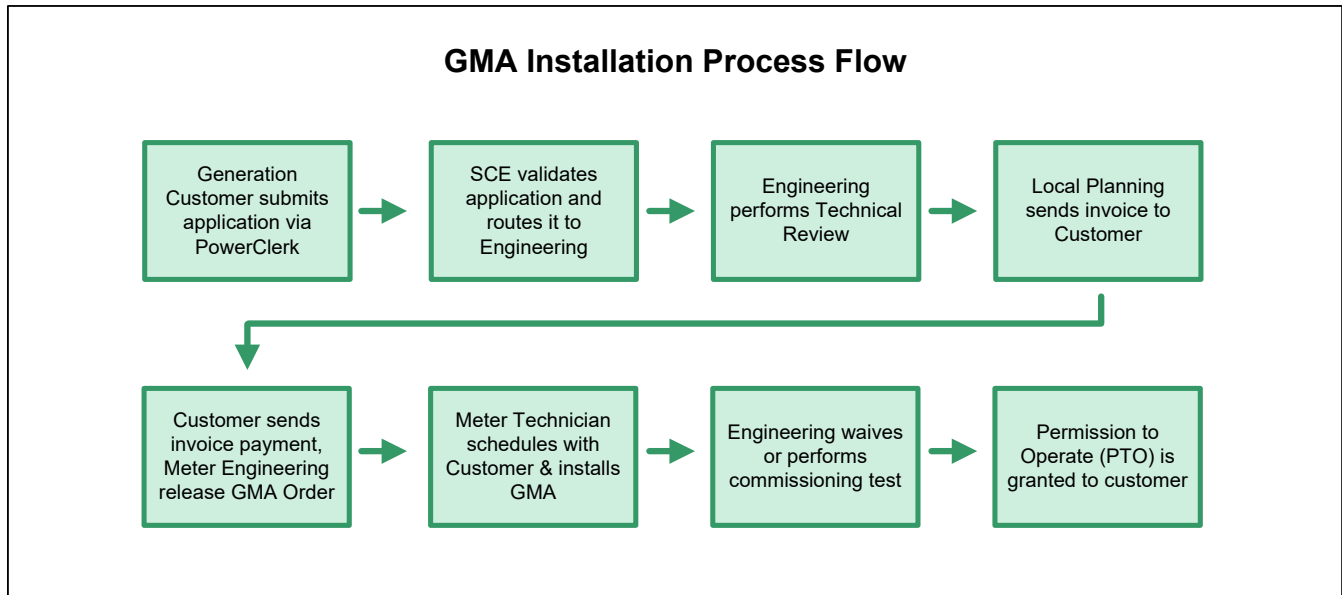 GMA Installation Process Flow
Generation
Customer submits
application via
PowerClerk
SCE validates
application and
routes it to
Engineering
Engineering
performs Technical
Review
Local Planning
sends invoice to
Customer
Customer sends
invoice payment,
Meter Engineering
release GMA Order
Meter Technician
schedules with
Customer & installs
GMA
Engineering waives
or performs
commissioning test
Permission to
Operate (PTO) is
granted to customer